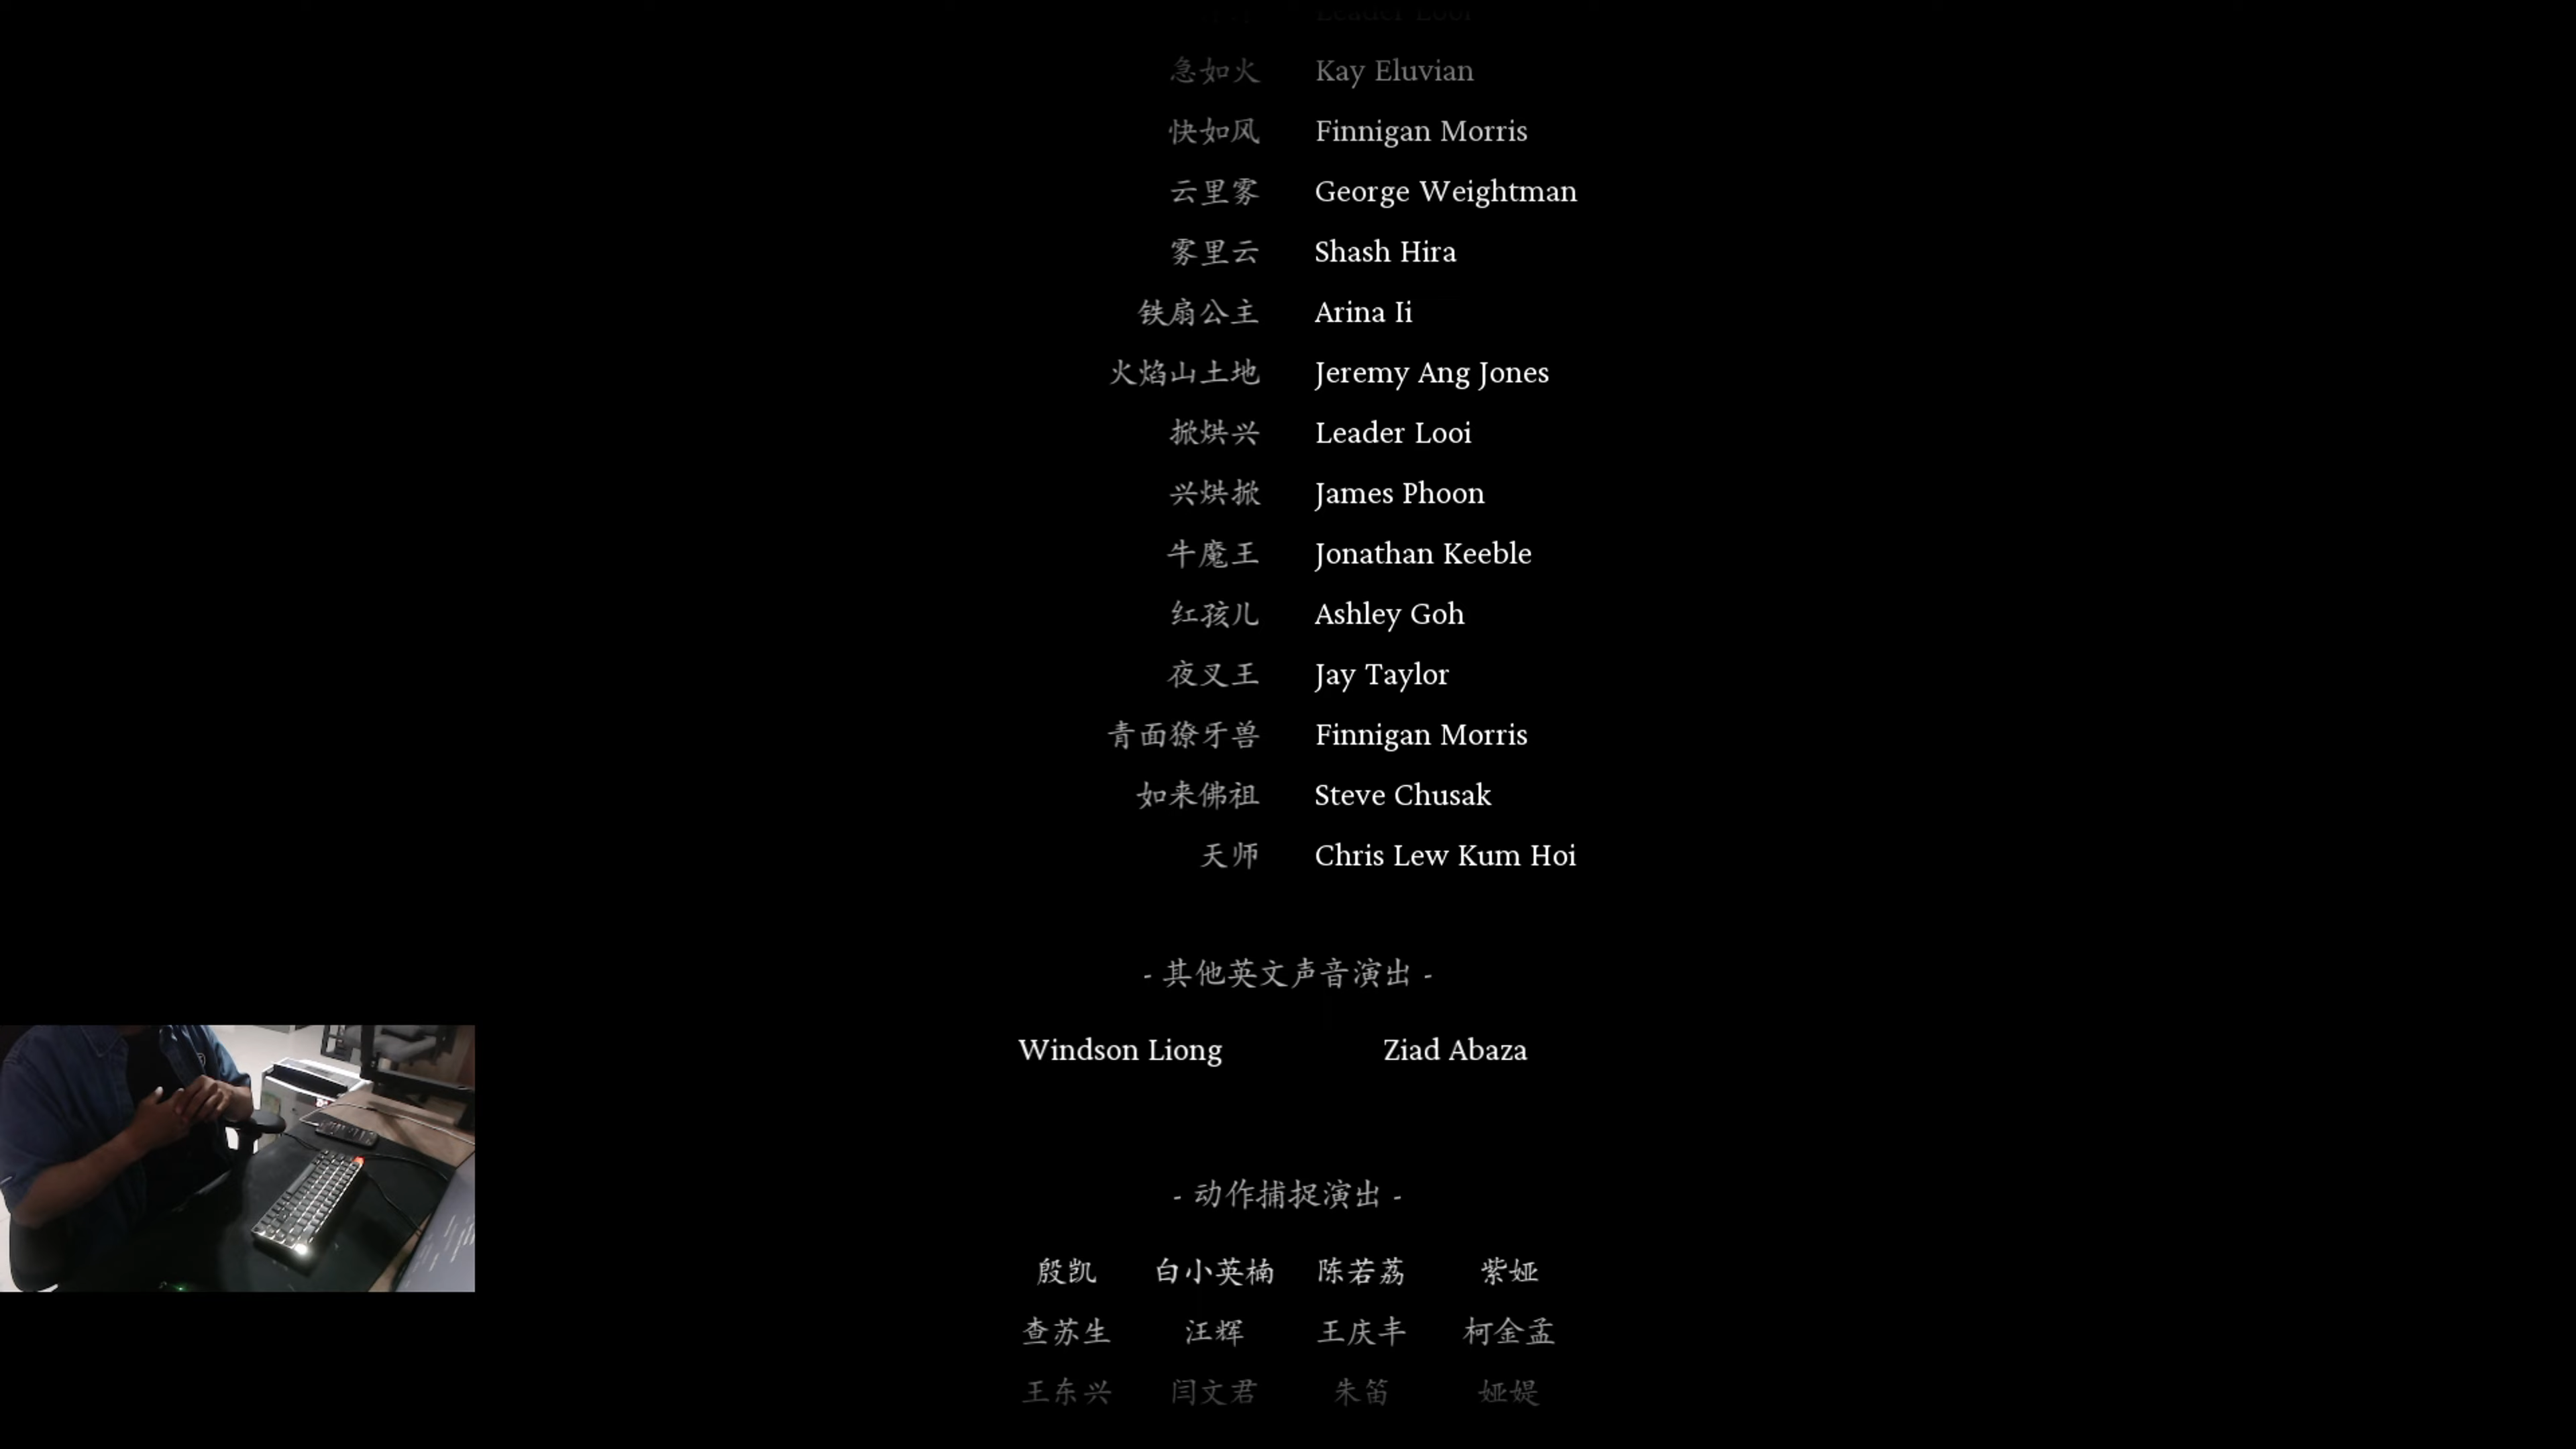 Leader Looi
急如火 Kay Eluvian
快如风 Finnigan Morris
云里雾 George Weightman
雾里云 Shash Hira
铁扇公主 Arina Ii
火焰山土地 Jeremy Ang Jones
掀烘兴 Leader Looi
兴烘掀 James Phoon
牛魔王 Jonathan Keeble
红孩儿 Ashley Goh
夜叉王 Jay Taylor
青面獠牙兽 Finnigan Morris
如来佛祖 Steve Chusak
天师 Chris Lew Kum Hoi
- 其他英文声音演出 -
Windson Liong Ziad Abaza
- 动作捕捉演出 -
殷凯 白小英楠 陈若荔 紫娅
查苏生 汪辉 王庆丰 柯金孟
王东兴 闫文君 朱笛 娅媞